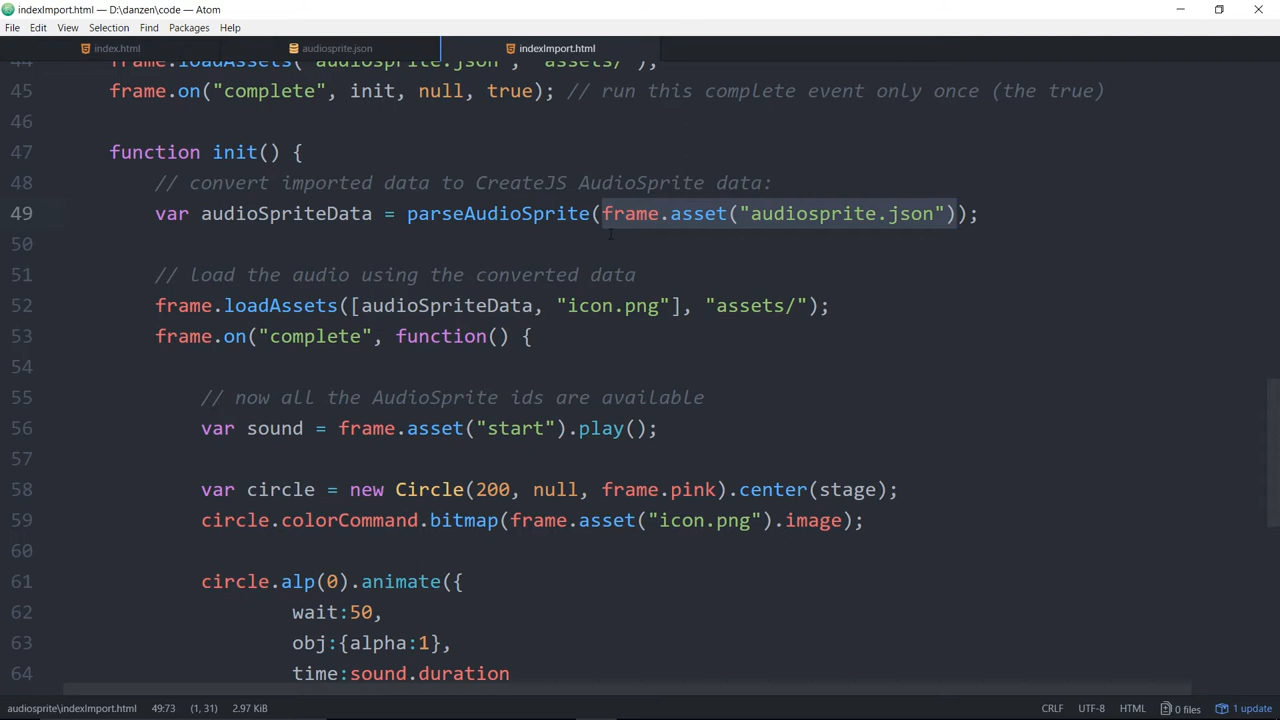 indexImport.html — D:\danzen\code — Atom
File Edit View Selection Find Packages Help
index.html audiosprite.json indexImport.html
44 frame.loadAssets("audiosprite.json", "assets/");
45 frame.on("complete", init, null, true); // run this complete event only once (the true)
46
47 function init() {
48 // convert imported data to CreateJS AudioSprite data:
49 var audioSpriteData = parseAudioSprite(frame.asset("audiosprite.json"));
50
51 // load the audio using the converted data
52 frame.loadAssets([audioSpriteData, "icon.png"], "assets/");
53 frame.on("complete", function() {
54
55 // now all the AudioSprite ids are available
56 var sound = frame.asset("start").play();
57
58 var circle = new Circle(200, null, frame.pink).center(stage);
59 circle.colorCommand.bitmap(frame.asset("icon.png").image);
60
61 circle.alp(0).animate({
62 wait:50,
63 obj:{alpha:1},
64 time:sound.duration
audiosprite\indexImport.html 49:73 (1, 31) 2.97 KiB CRLF UTF-8 HTML 0 files 1 update